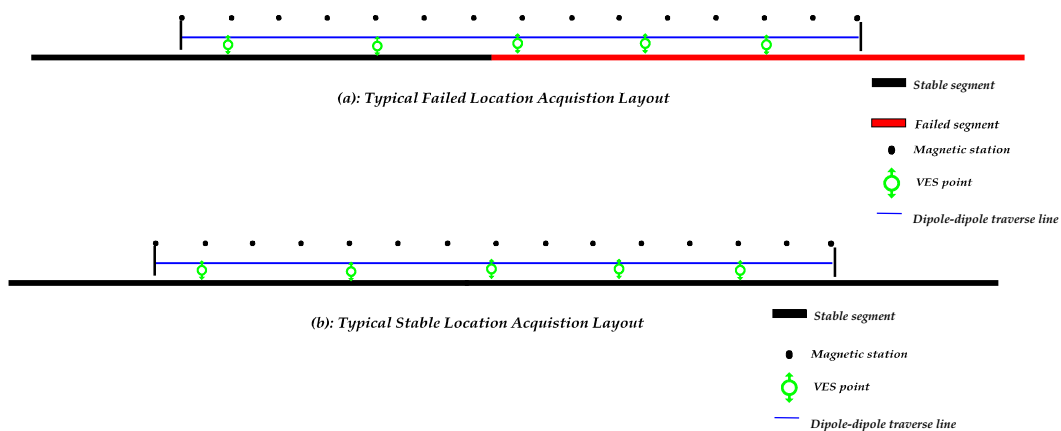 (a): Typical Failed Location Acquistion Layout
Stable segment
Failed segment
Magnetic station
VES point
Dipole-dipole traverse line
(b): Typical Stable Location Acquistion Layout
Stable segment
Magnetic station
VES point
Dipole-dipole traverse line